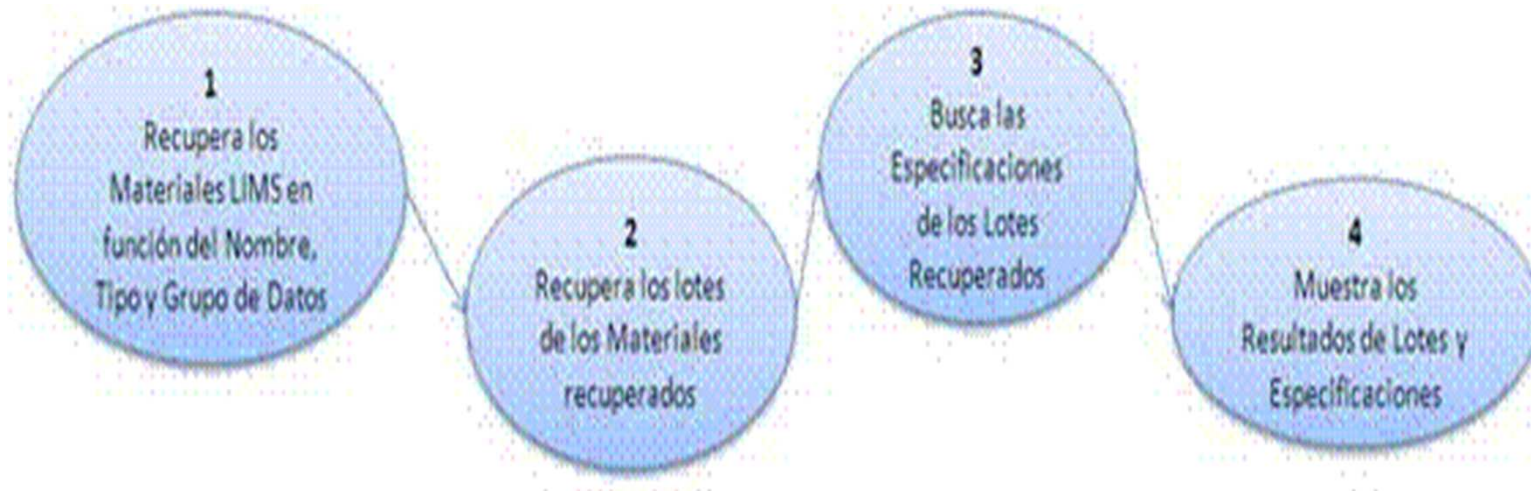 1
Recupera los
Materiales LIMS en
función del Nombre,
Tipo y Grupo de Datos
2
Recupera los lotes
de los Materiales
recuperados
3
Busca las
Especificaciones
de los Lotes
Recuperados
4
Muestra los
Resultados de Lotes y
Especificaciones